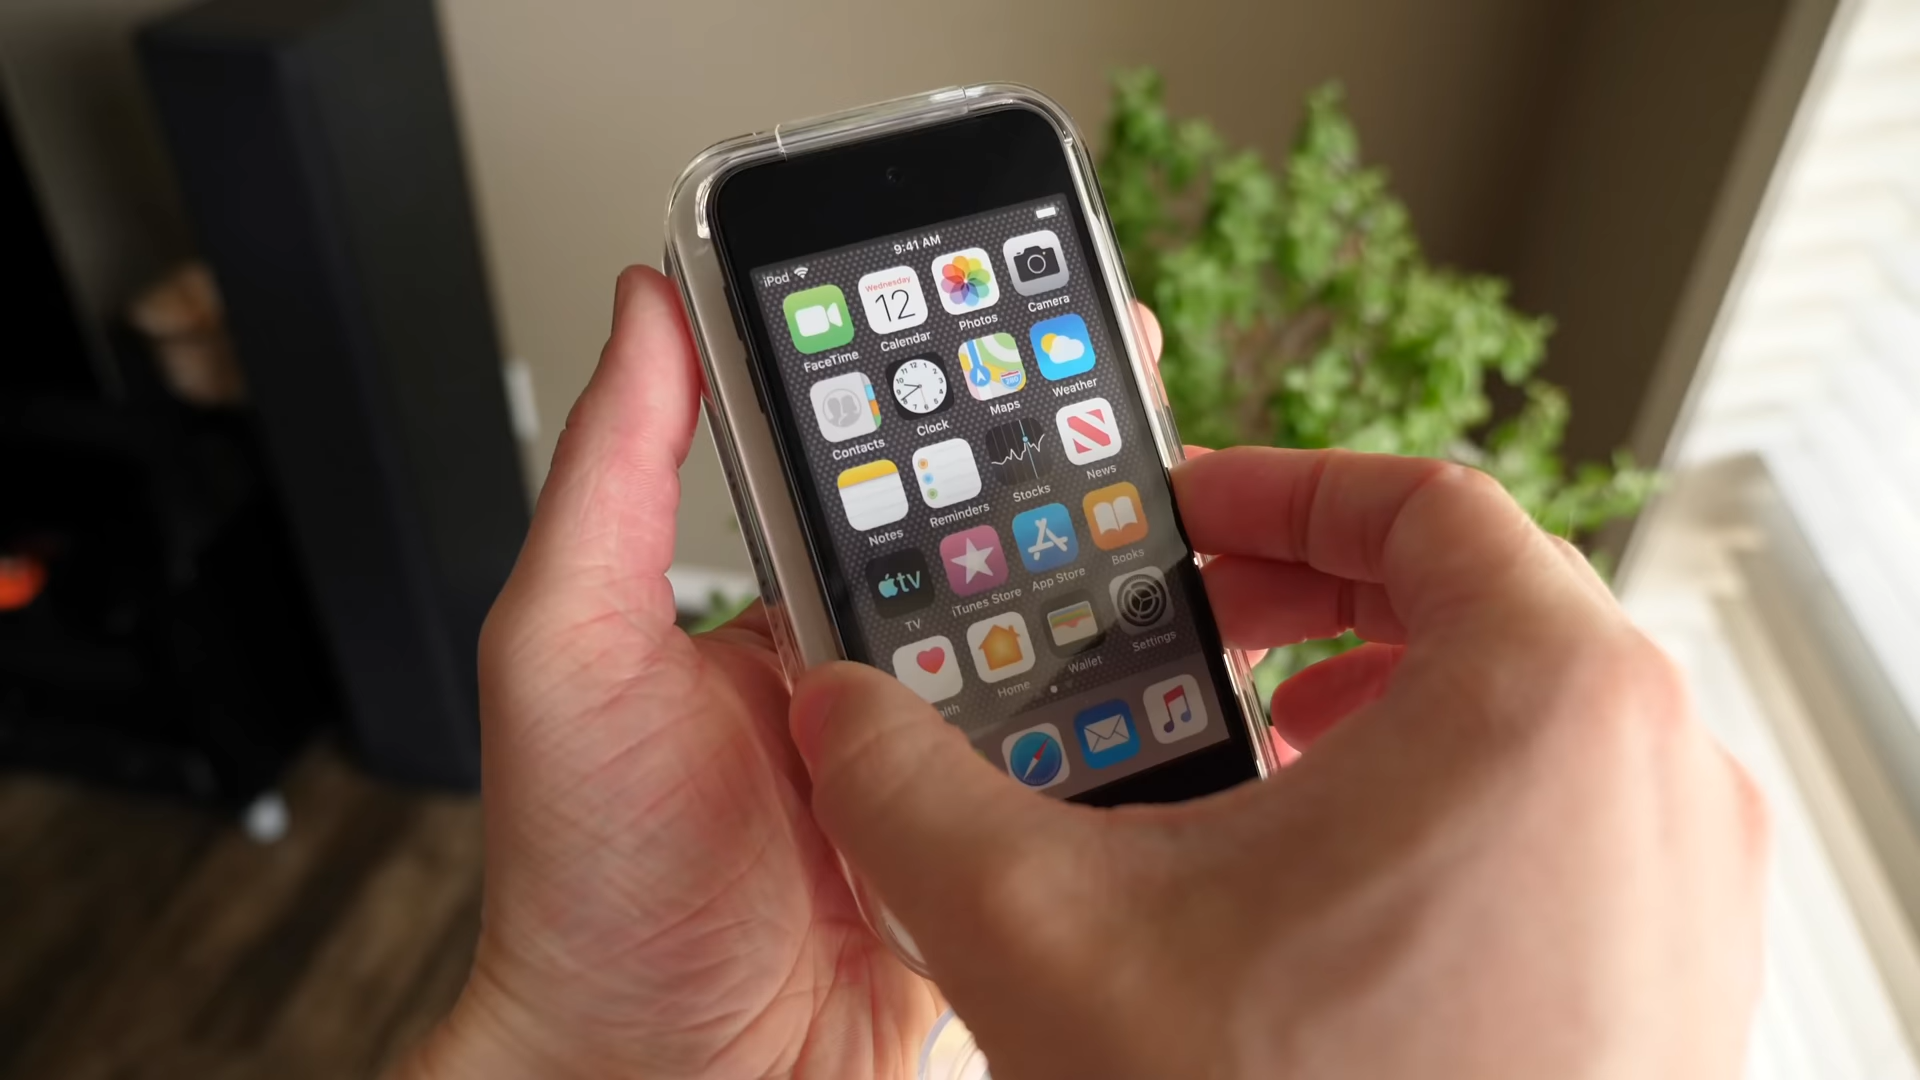 iPod 9:41 AM
Wednesday
12
FaceTime Calendar Photos Camera
Contacts Clock Maps Weather
Notes Reminders Stocks News
tv
TV iTunes Store App Store Books
alth Home Wallet Settings